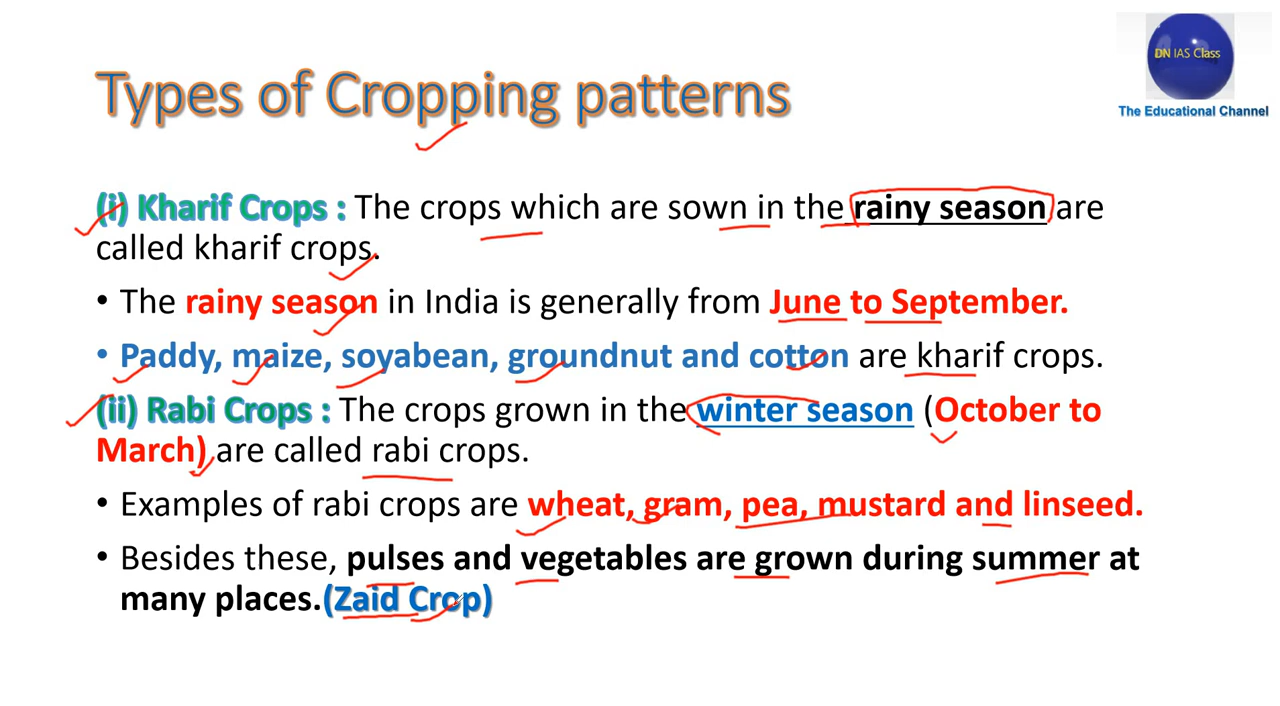 DN IAS Class
The Educational Channel
Types of Cropping patterns
(i) Kharif Crops : The crops which are sown in the rainy season are
called kharif crops.
• The rainy season in India is generally from June to September.
• Paddy, maize, soyabean, groundnut and cotton are kharif crops.
(ii) Rabi Crops : The crops grown in the winter season (October to
March) are called rabi crops.
• Examples of rabi crops are wheat, gram, pea, mustard and linseed.
• Besides these, pulses and vegetables are grown during summer at
many places.(Zaid Crop)